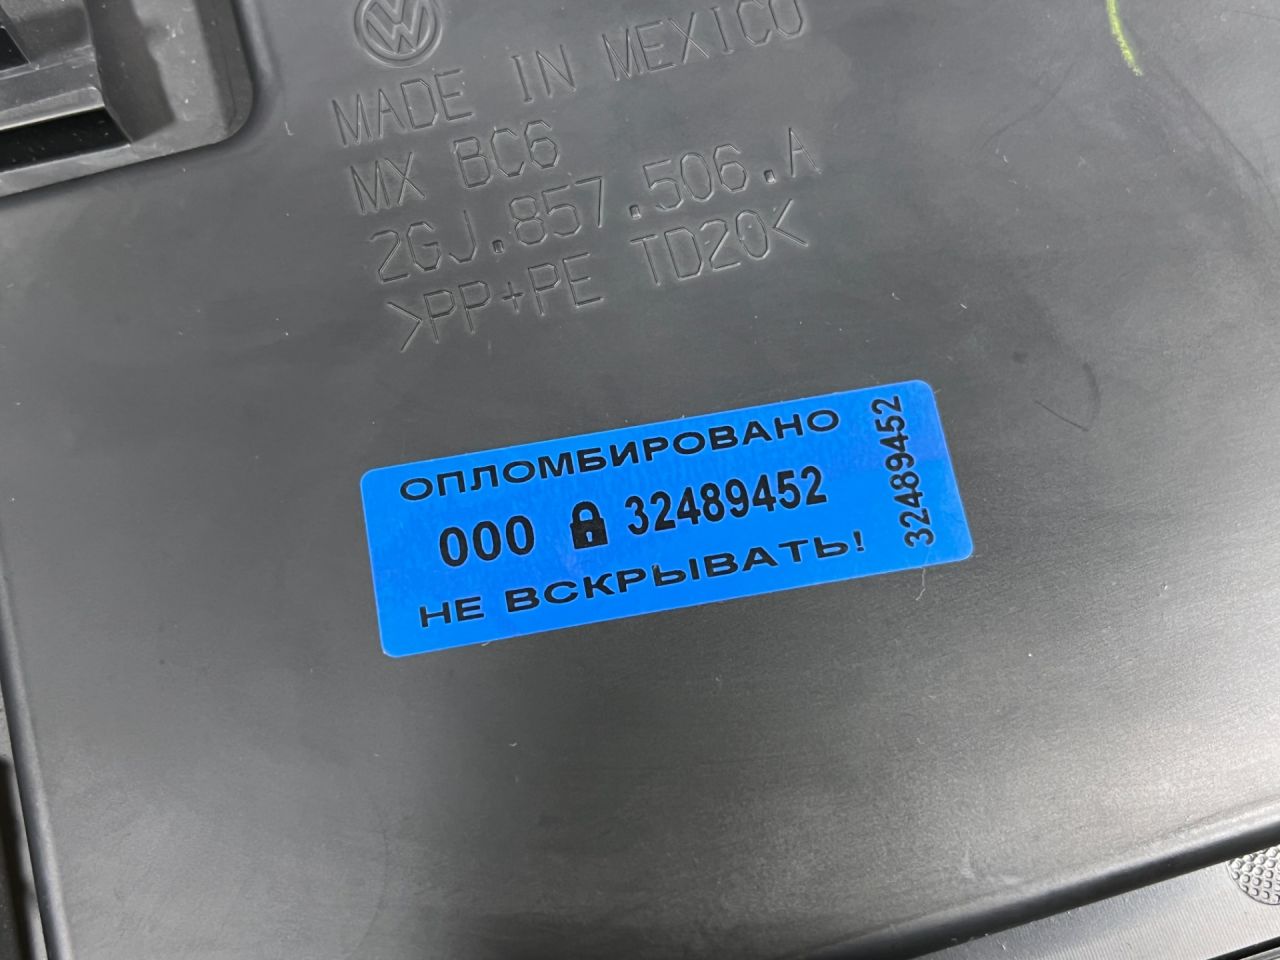 MADE IN MEXICO
MX BC6
2GJ.857.506.A
>PP+PE TD20<
ОПЛОМБИРОВАНО
000 32489452
НЕ ВСКРЫВАТЬ!
32489452